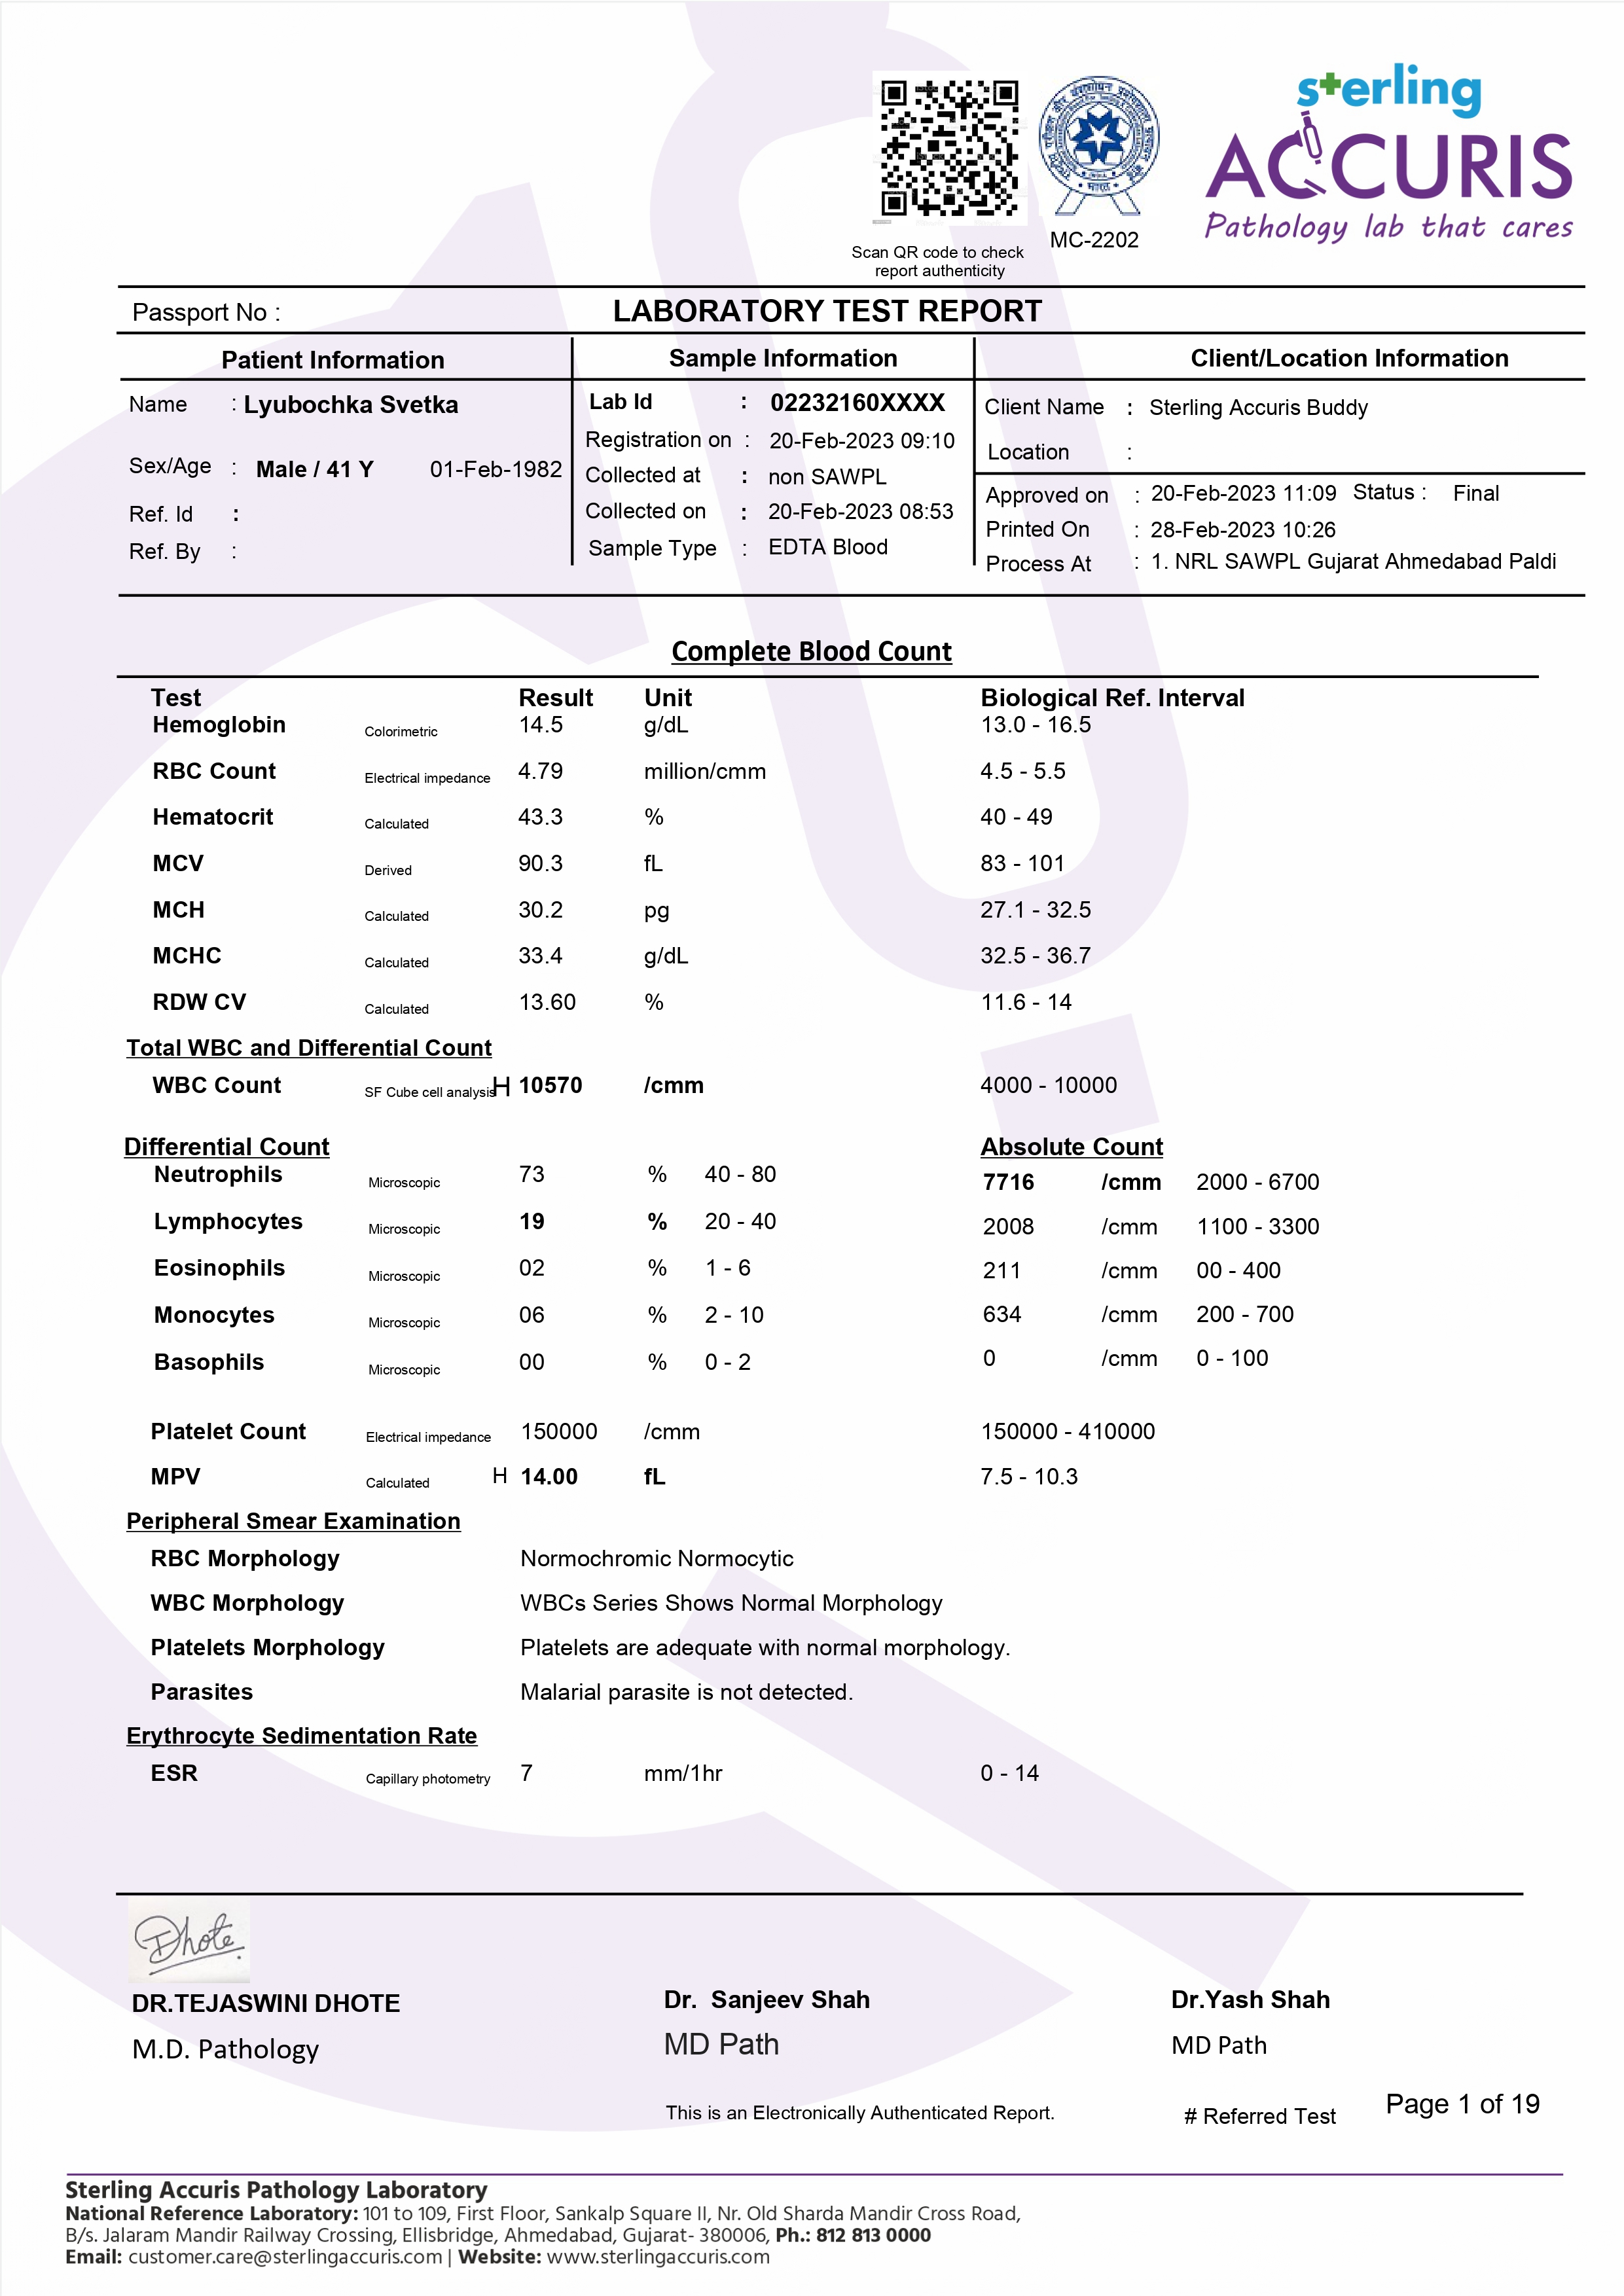 sterling
ACCURIS
Pathology lab that cares
MC-2202
Scan QR code to check
report authenticity
Passport No :
LABORATORY TEST REPORT
Patient Information
Name : Lyubochka Svetka
Sex/Age : Male / 41 Y 01-Feb-1982
Ref. Id :
Ref. By :
Sample Information
Lab Id : 02232160XXXX
Registration on : 20-Feb-2023 09:10
Collected at : non SAWPL
Collected on : 20-Feb-2023 08:53
Sample Type : EDTA Blood
Client/Location Information
Client Name : Sterling Accuris Buddy
Location :
Approved on : 20-Feb-2023 11:09 Status : Final
Printed On : 28-Feb-2023 10:26
Process At : 1. NRL SAWPL Gujarat Ahmedabad Paldi
Complete Blood Count
Test Result Unit Biological Ref. Interval
Hemoglobin Colorimetric 14.5 g/dL 13.0 - 16.5
RBC Count Electrical impedance 4.79 million/cmm 4.5 - 5.5
Hematocrit Calculated 43.3 % 40 - 49
MCV Derived 90.3 fL 83 - 101
MCH Calculated 30.2 pg 27.1 - 32.5
MCHC Calculated 33.4 g/dL 32.5 - 36.7
RDW CV Calculated 13.60 % 11.6 - 14
Total WBC and Differential Count
WBC Count SF Cube cell analysis H 10570 /cmm 4000 - 10000
Differential Count Absolute Count
Neutrophils Microscopic 73 % 40 - 80 7716 /cmm 2000 - 6700
Lymphocytes Microscopic 19 % 20 - 40 2008 /cmm 1100 - 3300
Eosinophils Microscopic 02 % 1 - 6 211 /cmm 00 - 400
Monocytes Microscopic 06 % 2 - 10 634 /cmm 200 - 700
Basophils Microscopic 00 % 0 - 2 0 /cmm 0 - 100
Platelet Count Electrical impedance 150000 /cmm 150000 - 410000
MPV Calculated H 14.00 fL 7.5 - 10.3
Peripheral Smear Examination
RBC Morphology Normochromic Normocytic
WBC Morphology WBCs Series Shows Normal Morphology
Platelets Morphology Platelets are adequate with normal morphology.
Parasites Malarial parasite is not detected.
Erythrocyte Sedimentation Rate
ESR Capillary photometry 7 mm/1hr 0 - 14
Dhote
DR.TEJASWINI DHOTE
M.D. Pathology
Dr. Sanjeev Shah
MD Path
Dr.Yash Shah
MD Path
This is an Electronically Authenticated Report.
# Referred Test
Page 1 of 19
Sterling Accuris Pathology Laboratory
National Reference Laboratory: 101 to 109, First Floor, Sankalp Square II, Nr. Old Sharda Mandir Cross Road,
B/s. Jalaram Mandir Railway Crossing, Ellisbridge, Ahmedabad, Gujarat- 380006, Ph.: 812 813 0000
Email: customer.care@sterlingaccuris.com | Website: www.sterlingaccuris.com